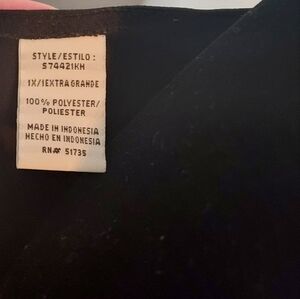 STYLE/ESTILO :
S74421KH
1X/1EXTRA GRANDE
100% POLYESTER/
POLIESTER
MADE IN INDONESIA
HECHO EN INDONESIA
RN# 51735